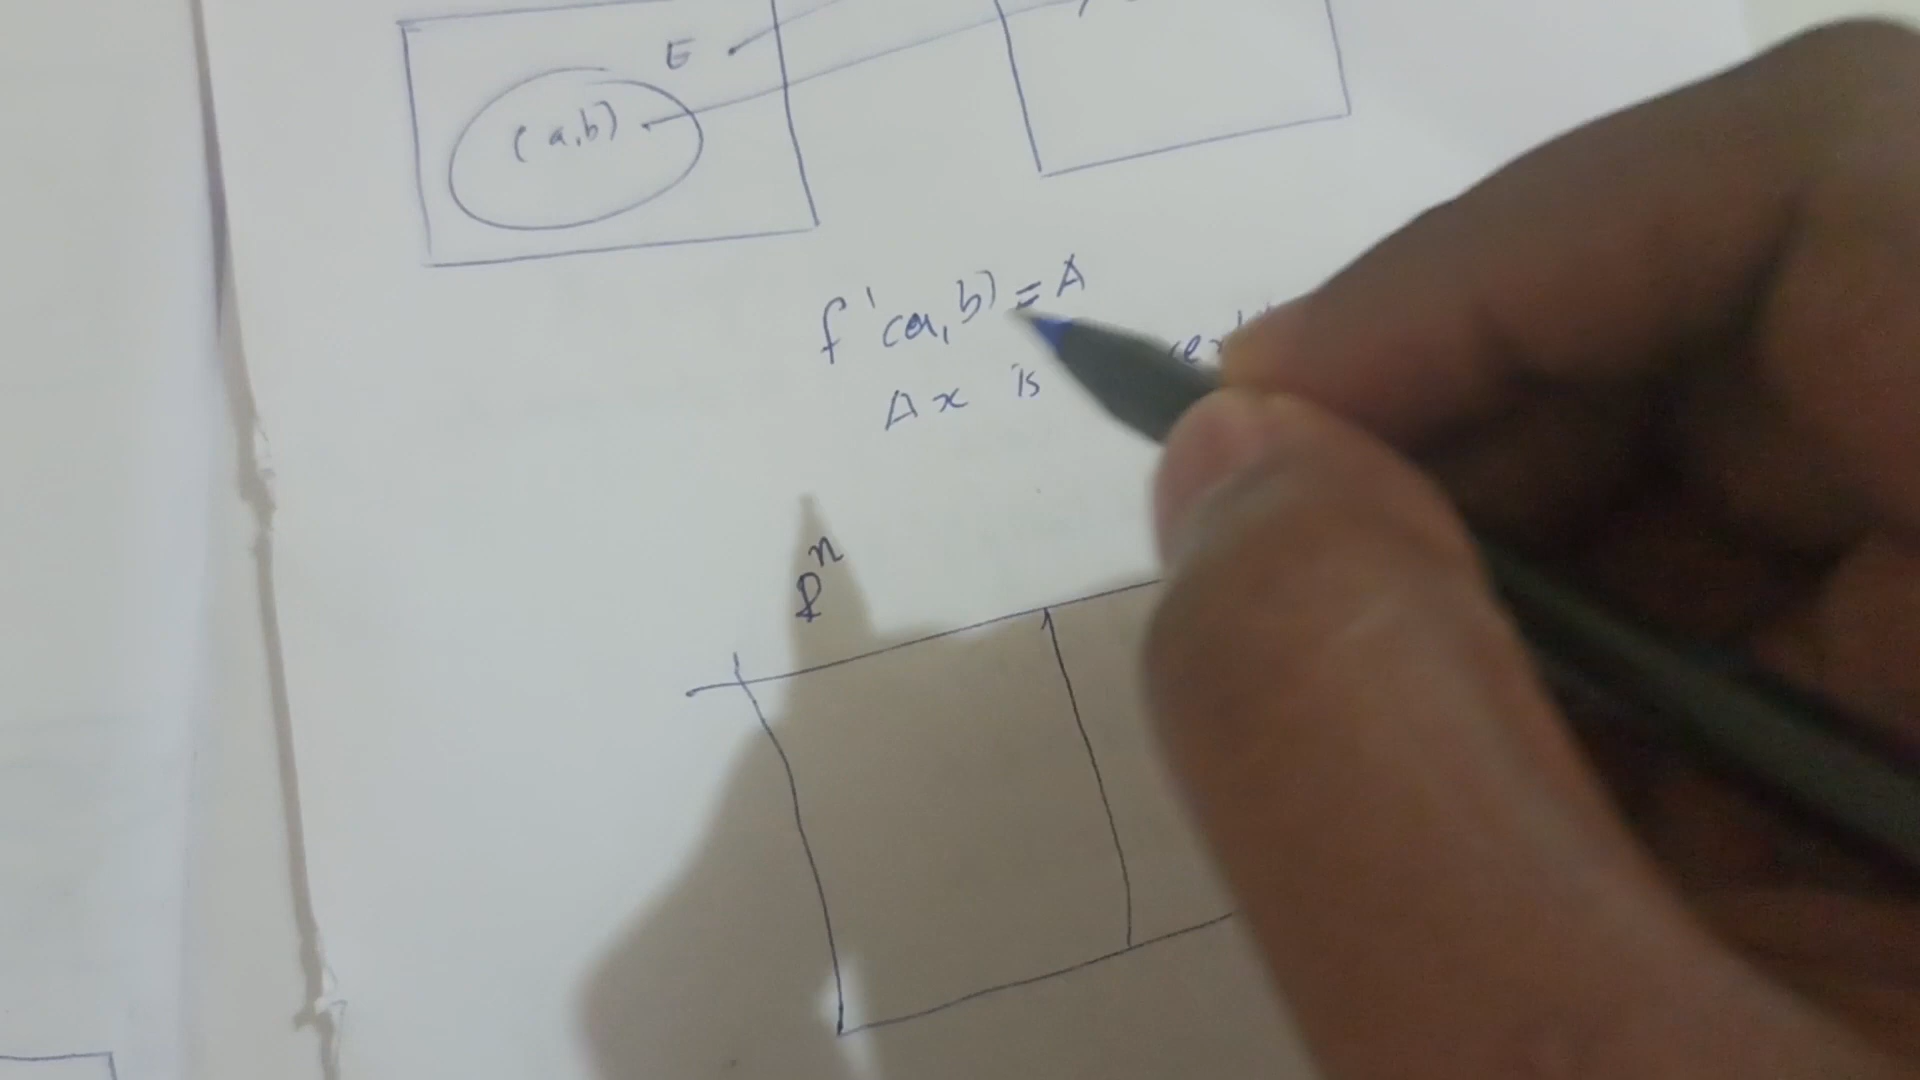 E
(a,b)
f'(a,b) = A
Ax is
R^n